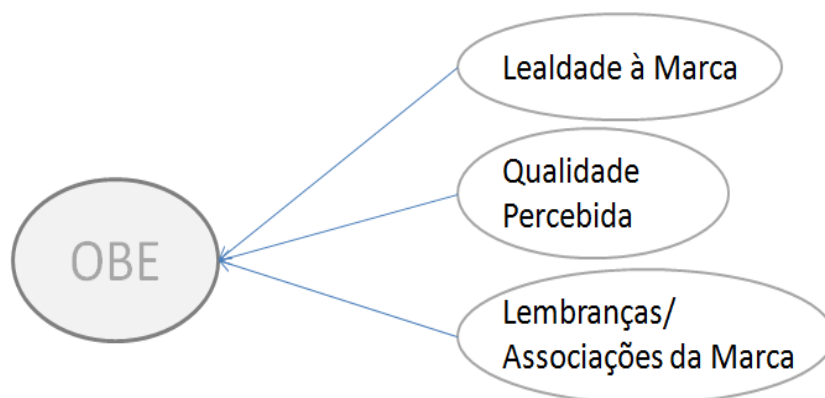 Lealdade à Marca
Qualidade
Percebida
OBE
Lembranças/
Associações da Marca